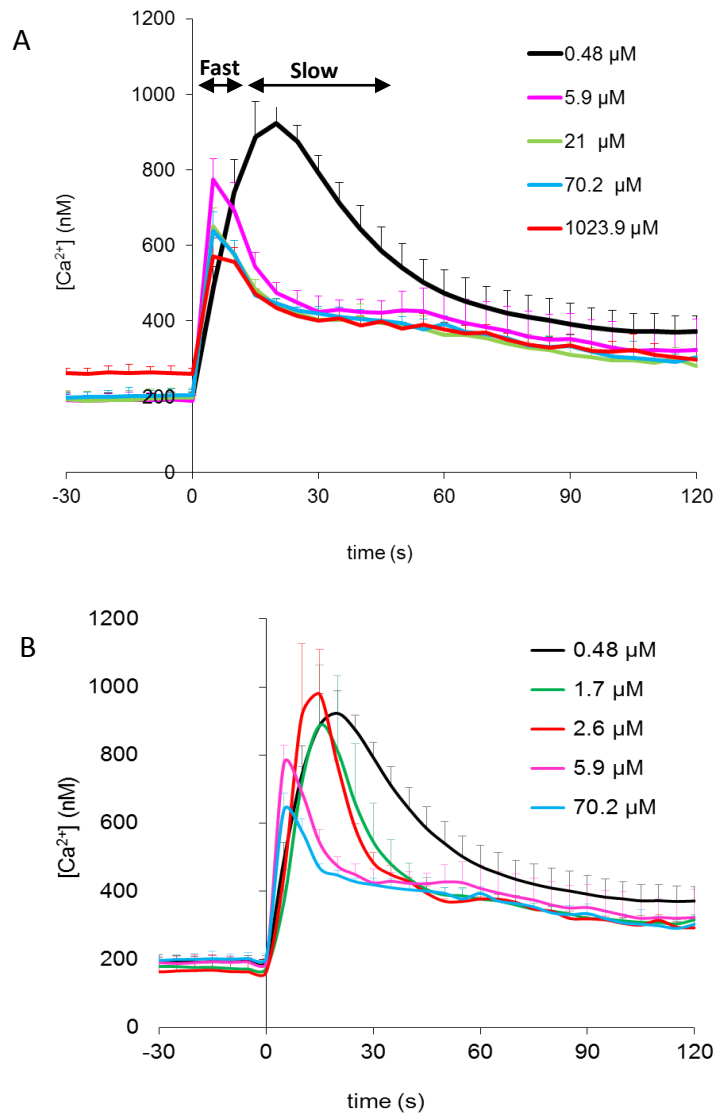 A
Fast
Slow
0.48 µM
5.9 µM
21 µM
70.2 µM
1023.9 µM
[Ca²⁺] (nM)
1200
1000
800
600
400
200
0
-30
0
30
60
90
120
time (s)
B
0.48 µM
1.7 µM
2.6 µM
5.9 µM
70.2 µM
[Ca²⁺] (nM)
1200
1000
800
600
400
200
0
-30
0
30
60
90
120
time (s)